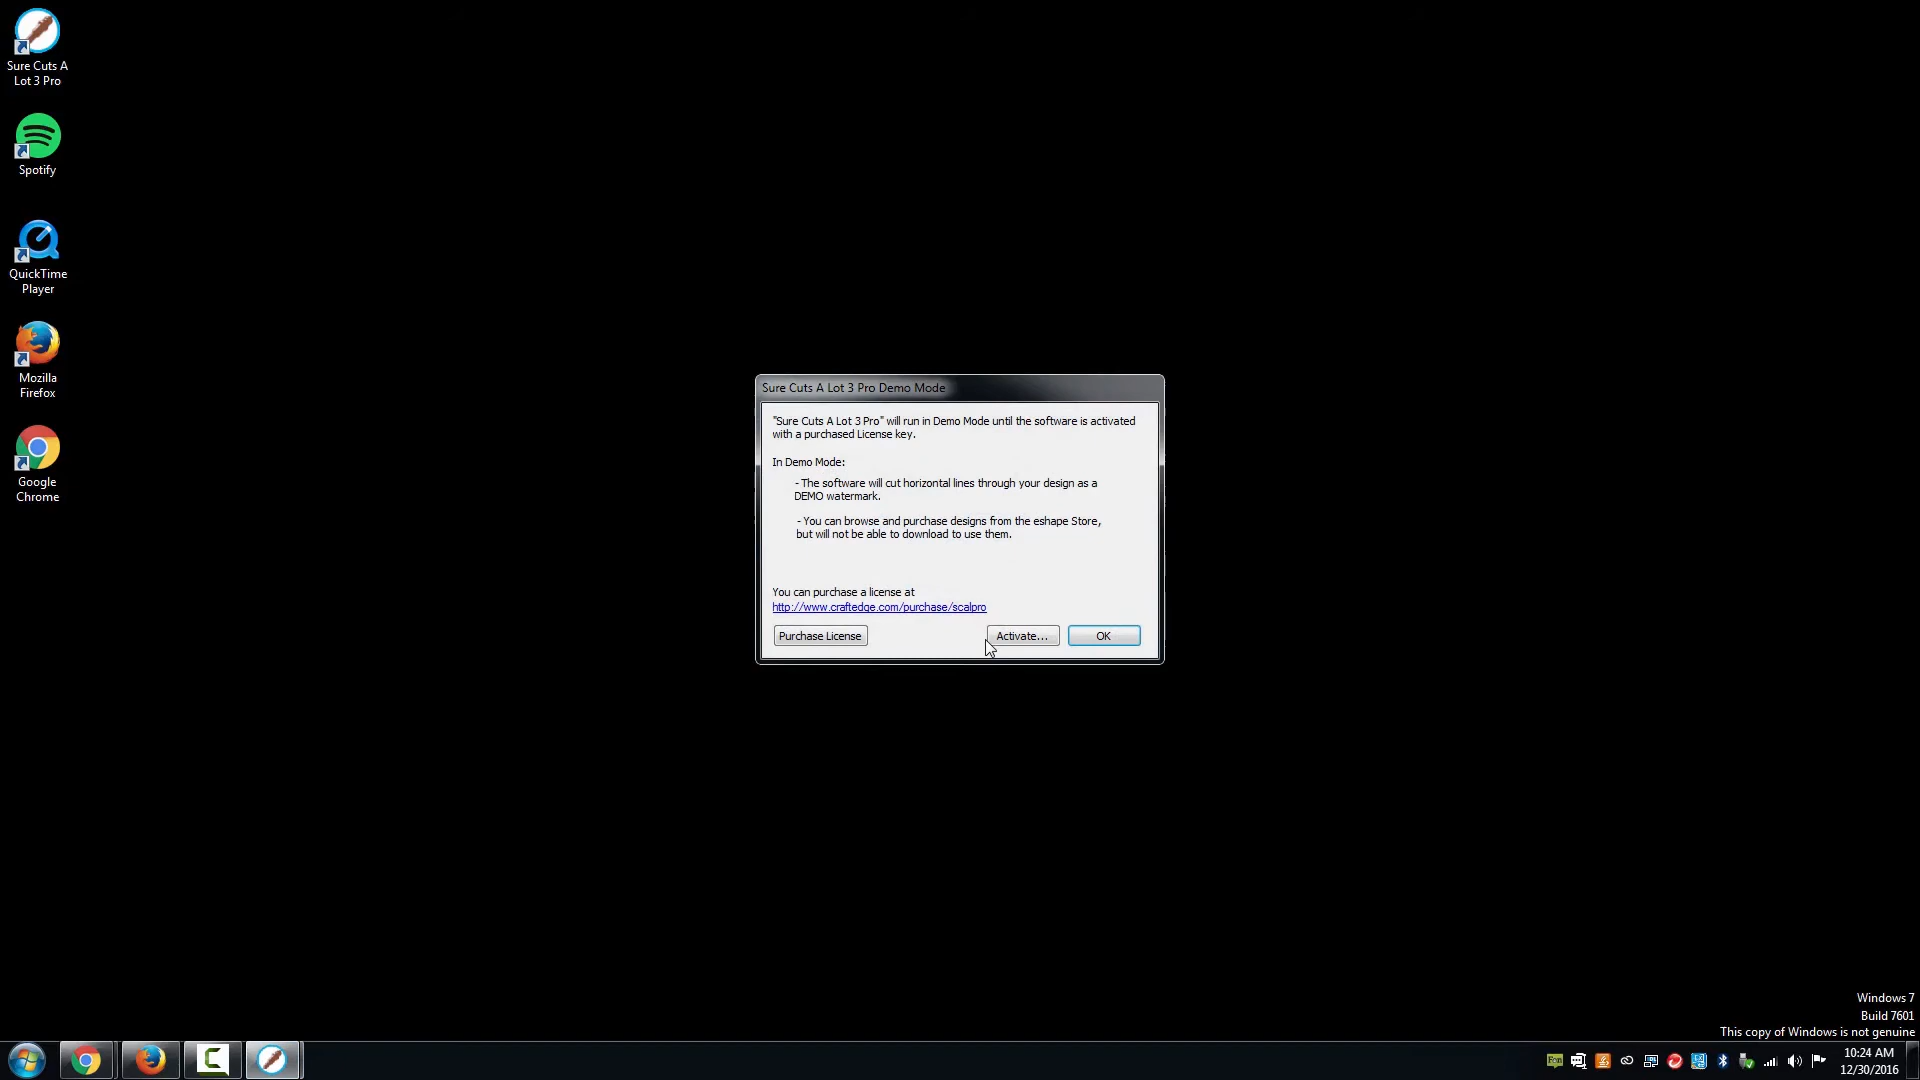 Sure Cuts A
Lot 3 Pro
Spotify
QuickTime
Player
Mozilla
Firefox
Google
Chrome
Sure Cuts A Lot 3 Pro Demo Mode
"Sure Cuts A Lot 3 Pro" will run in Demo Mode until the software is activated
with a purchased License key.
In Demo Mode:
- The software will cut horizontal lines through your design as a
DEMO watermark.
- You can browse and purchase designs from the eshape Store,
but will not be able to download to use them.
You can purchase a license at
http://www.craftedge.com/purchase/scalpro
Purchase License
Activate...
OK
Windows 7
Build 7601
This copy of Windows is not genuine
10:24 AM
12/30/2016